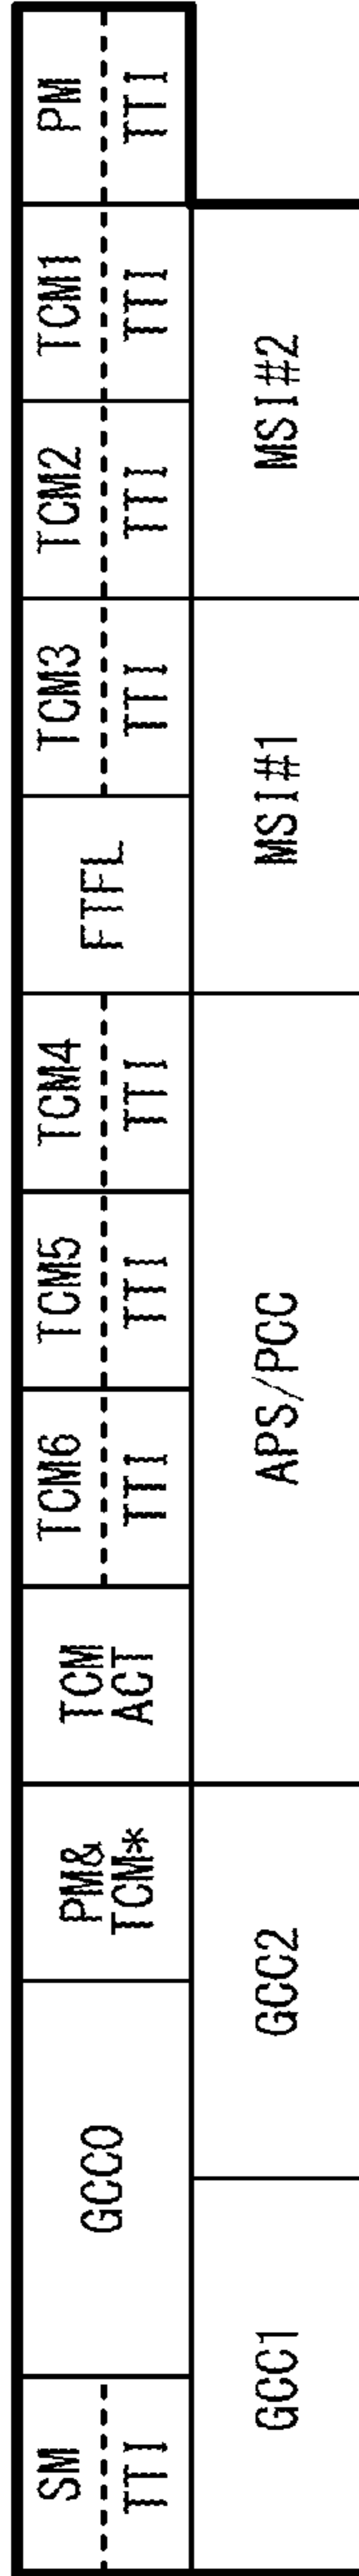 SM
TTI
GCC0
PM&
TCM*
TCM
ACT
TCM6
TTI
TCM5
TTI
TCM4
TTI
FTFL
TCM3
TTI
TCM2
TTI
TCM1
TTI
PM
TTI
GCC1
GCC2
APS/PCC
MSI#1
MSI#2